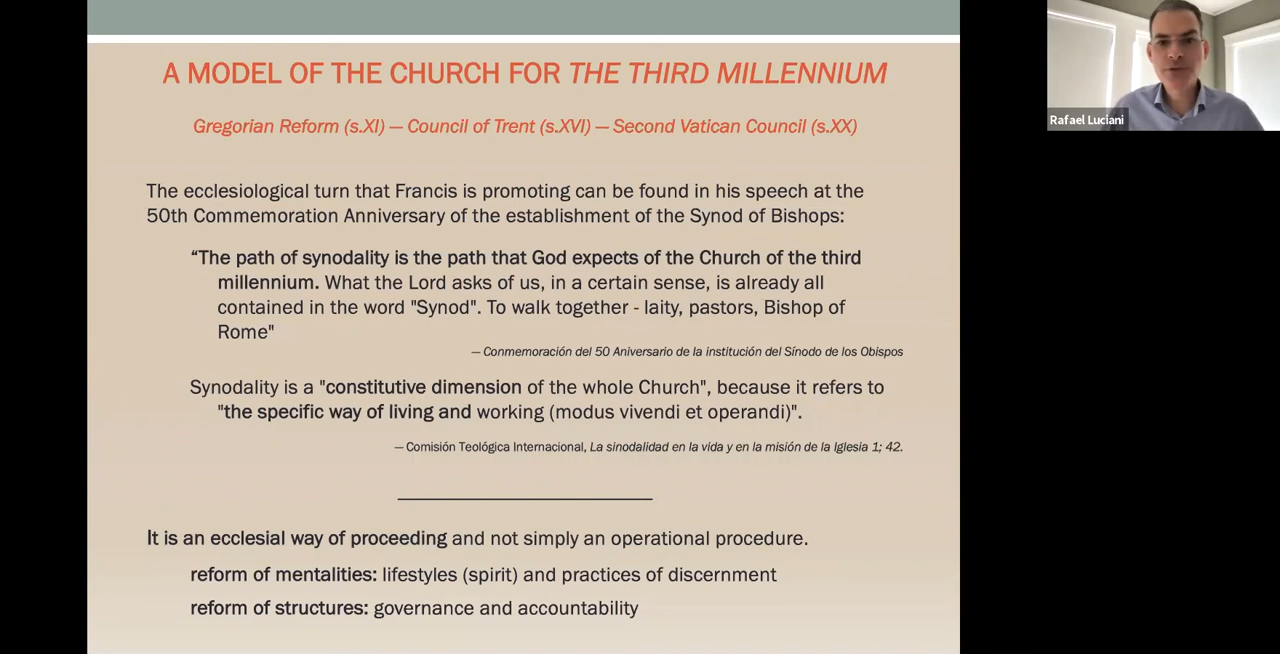 A MODEL OF THE CHURCH FOR THE THIRD MILLENNIUM
Gregorian Reform (s.XI) — Council of Trent (s.XVI) — Second Vatican Council (s.XX)
The ecclesiological turn that Francis is promoting can be found in his speech at the
50th Commemoration Anniversary of the establishment of the Synod of Bishops:
“The path of synodality is the path that God expects of the Church of the third
millennium. What the Lord asks of us, in a certain sense, is already all
contained in the word "Synod". To walk together - laity, pastors, Bishop of
Rome"
— Conmemoración del 50 Aniversario de la institución del Sínodo de los Obispos
Synodality is a "constitutive dimension of the whole Church", because it refers to
"the specific way of living and working (modus vivendi et operandi)".
— Comisión Teológica Internacional, La sinodalidad en la vida y en la misión de la Iglesia 1; 42.
It is an ecclesial way of proceeding and not simply an operational procedure.
reform of mentalities: lifestyles (spirit) and practices of discernment
reform of structures: governance and accountability
Rafael Luciani